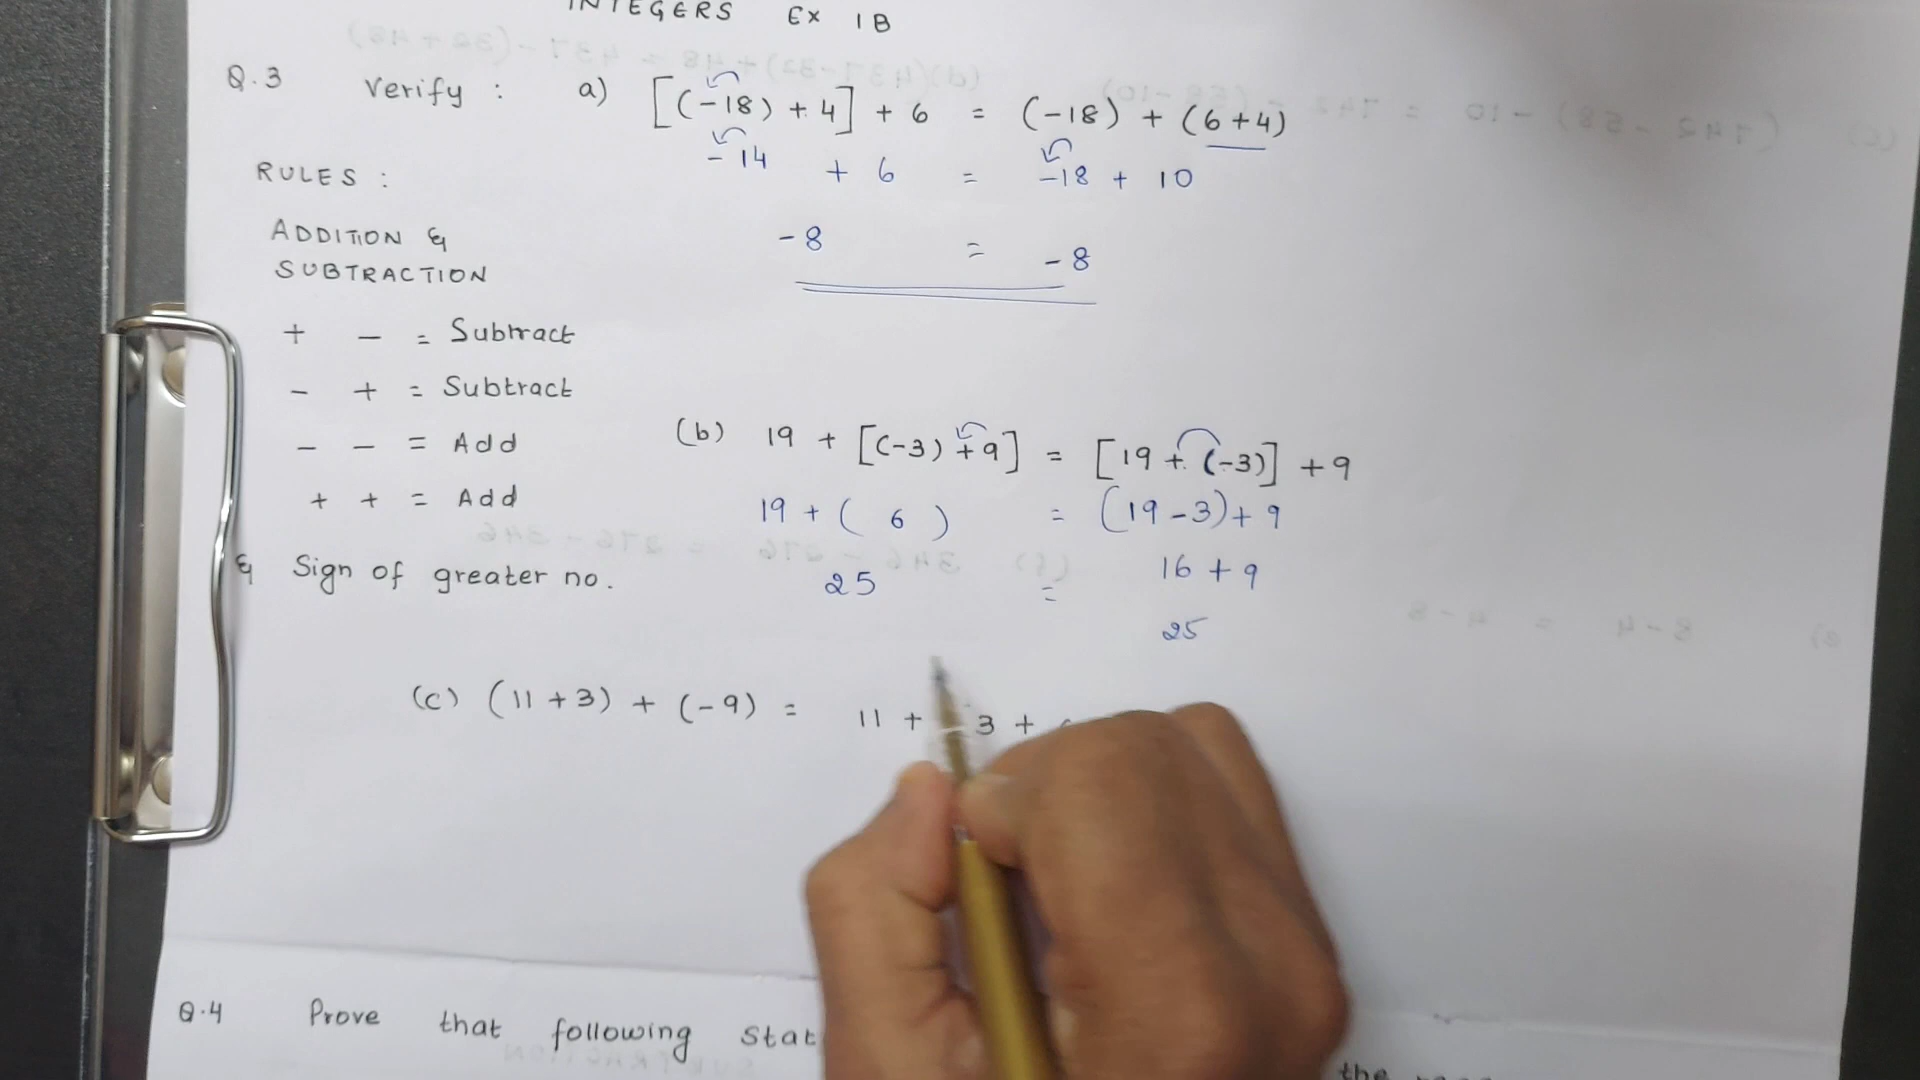 INTEGERS EX 1B
Q.3 Verify : a) [(-18) + 4] + 6 = (-18) + (6+4)
-14 + 6 = -18 + 10
-8 = -8
RULES :
ADDITION &
SUBTRACTION
+ - = Subtract
- + = Subtract
- - = Add
+ + = Add
& Sign of greater no.
(b) 19 + [(-3) + 9] = [19 + (-3)] + 9
19 + ( 6 ) = (19-3) + 9
25 = 16 + 9
25
(c) (11 + 3) + (-9) = 11 + 3 +
Q.4 Prove that following the